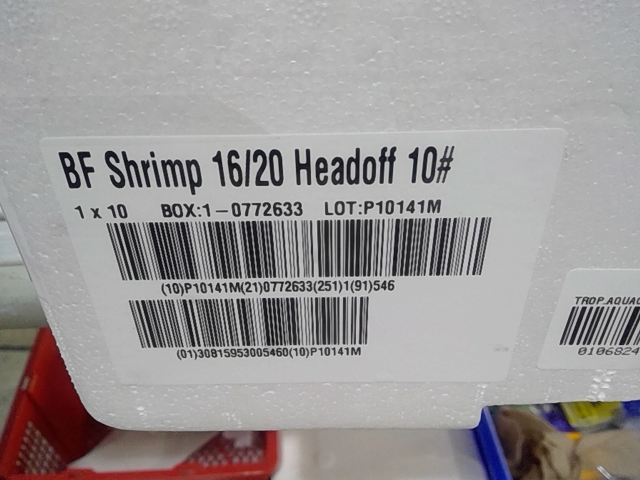 BF Shrimp 16/20 Headoff 10#
1 x 10 BOX:1-0772633 LOT:P10141M
(10)P10141M(21)0772633(251)1(91)546
(01)30815953005460(10)P10141M
TROP.AQUAC
0106824